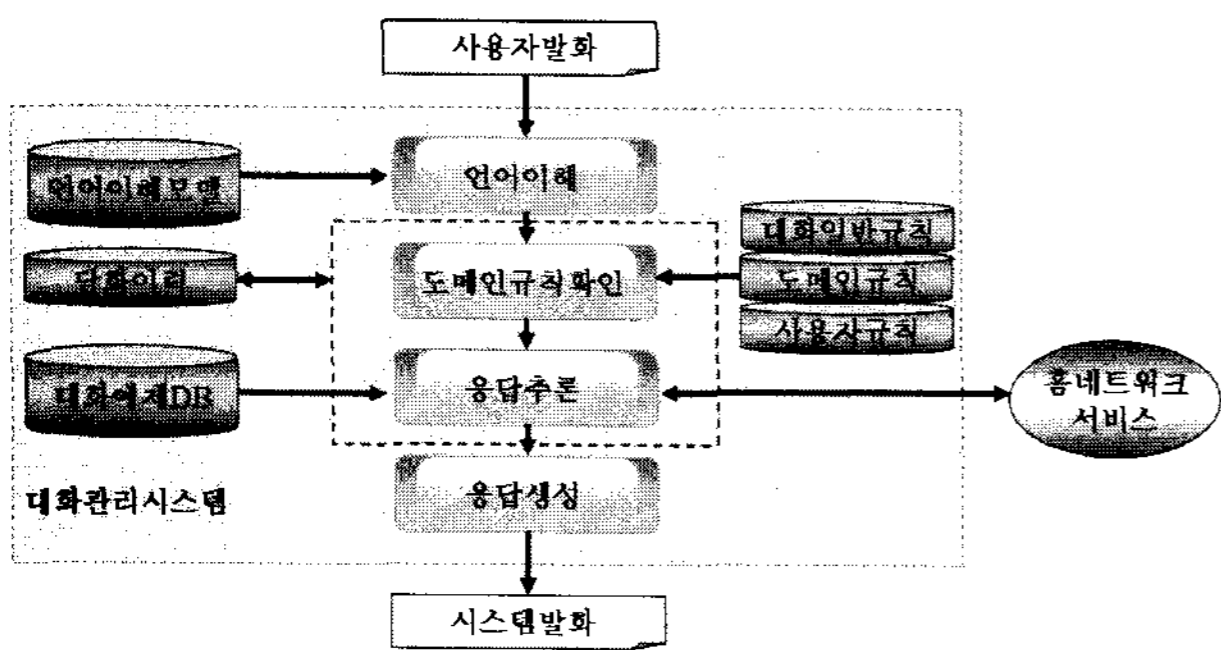 사용자발화
언어이해모델
언어이해
대화일반규칙
담화이력
도메인규칙확인
도메인규칙
사용자규칙
대화예제DB
응답추론
홈네트워크
서비스
응답생성
대화관리시스템
시스템발화